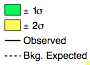 ± 1σ
± 2σ
Observed
Bkg. Expected